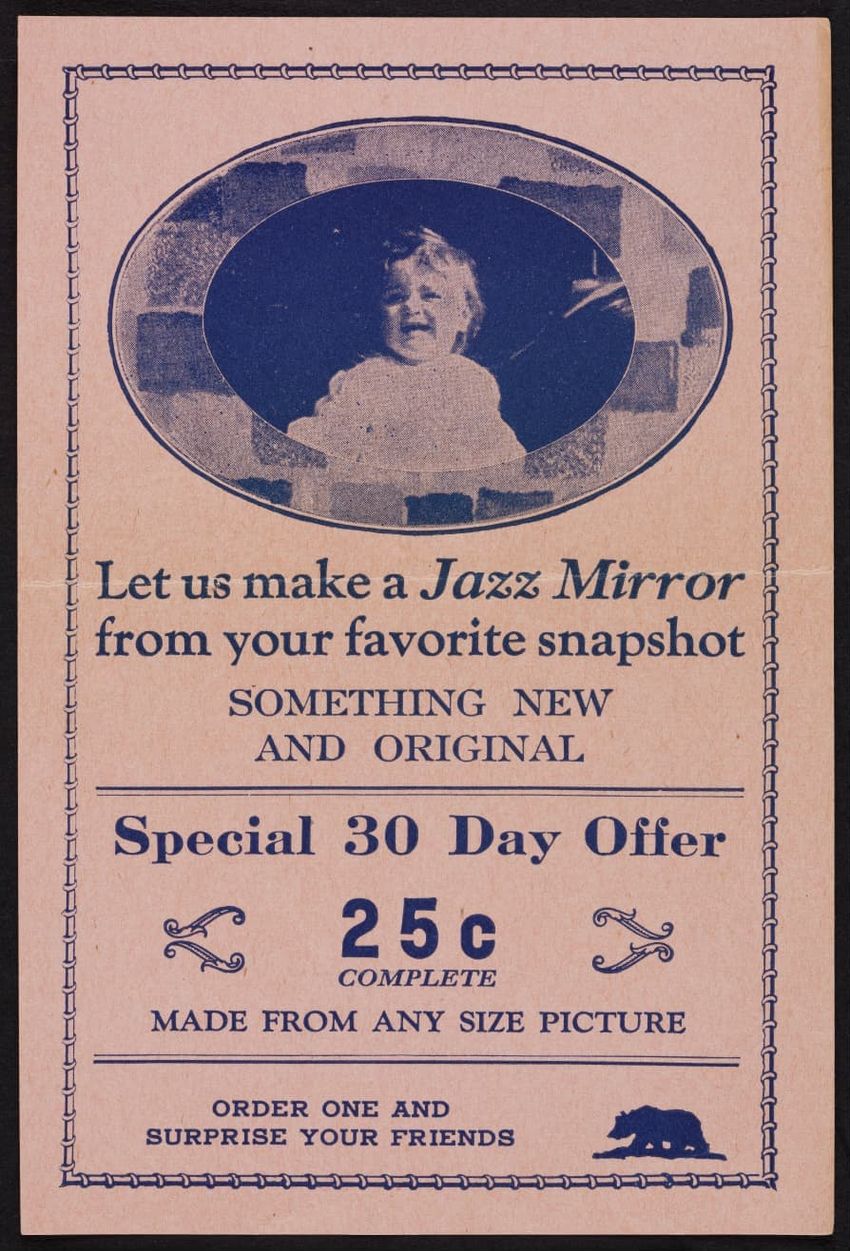 Let us make a Jazz Mirror
from your favorite snapshot
SOMETHING NEW
AND ORIGINAL
Special 30 Day Offer
25c
COMPLETE
MADE FROM ANY SIZE PICTURE
ORDER ONE AND
SURPRISE YOUR FRIENDS